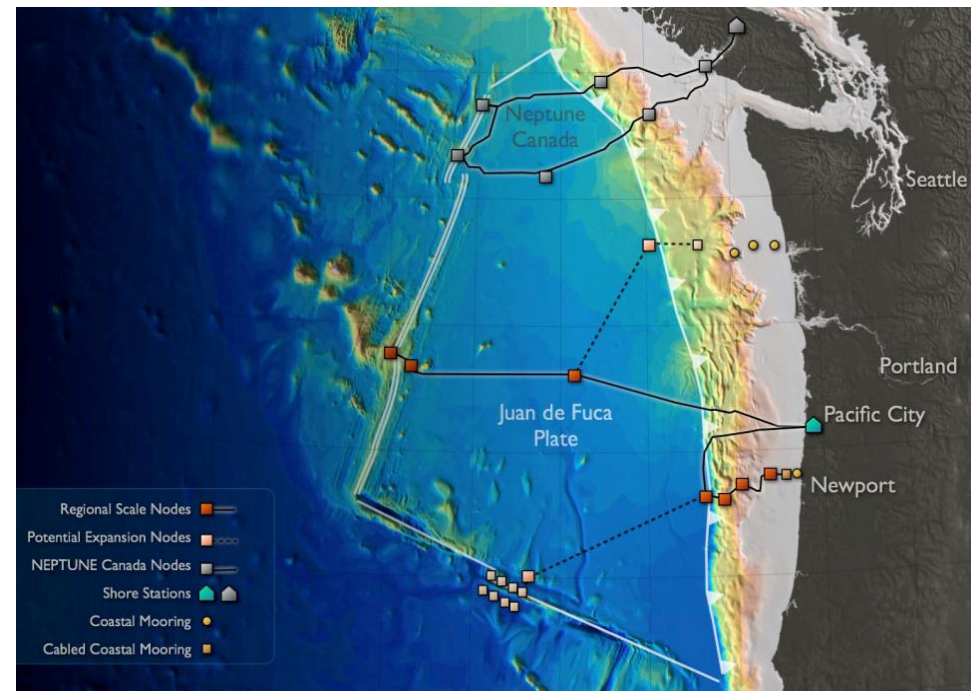 Neptune
Canada
Seattle
Portland
Juan de Fuca
Plate
Pacific City
Newport
Regional Scale Nodes
Potential Expansion Nodes
NEPTUNE Canada Nodes
Shore Stations
Coastal Mooring
Cabled Coastal Mooring